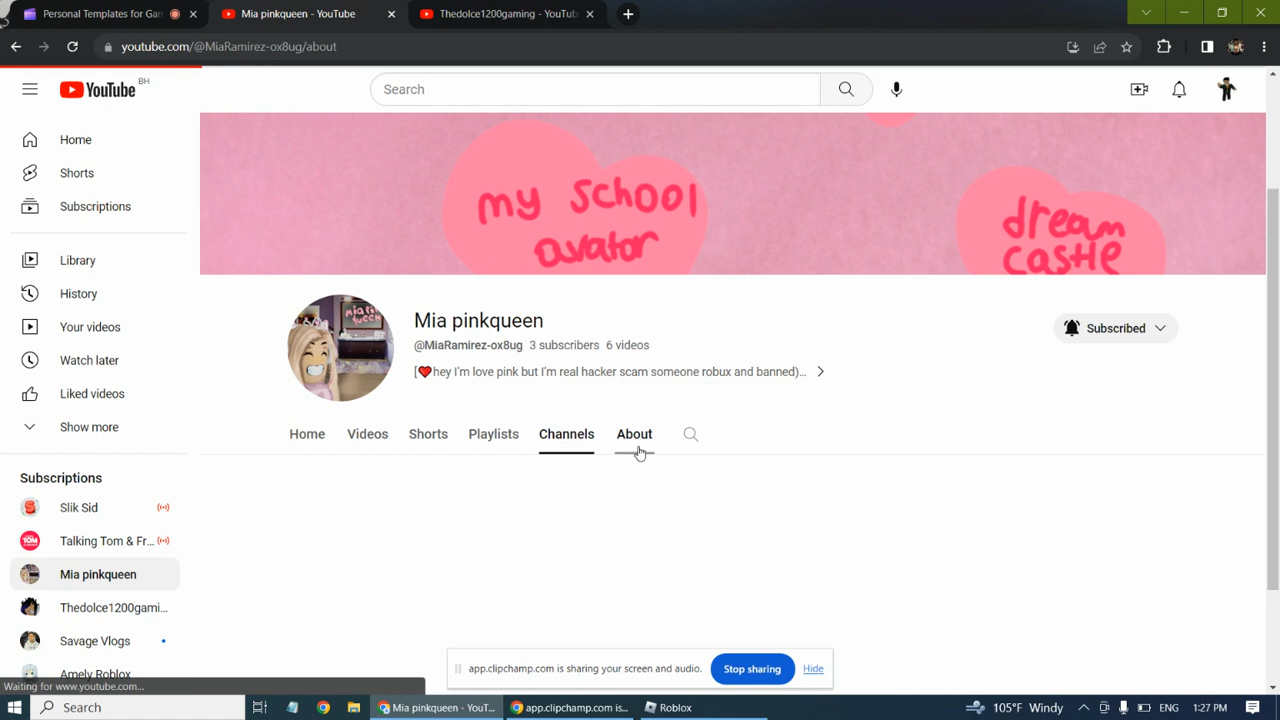 Personal Templates for Gam
Mia pinkqueen - YouTube
Thedolce1200gaming - YouTub
youtube.com/@MiaRamirez-ox8ug/about
YouTube
BH
Search
Home
Shorts
Subscriptions
Library
History
Your videos
Watch later
Liked videos
Show more
Subscriptions
Slik Sid
Talking Tom & Fr...
Mia pinkqueen
Thedolce1200gami...
Savage Vlogs
Amely Roblox
my school
avator
dream
castle
Mia pinkqueen
@MiaRamirez-ox8ug 3 subscribers 6 videos
[❤️hey I'm love pink but I'm real hacker scam someone robux and banned)...
Subscribed
Home Videos Shorts Playlists Channels About
app.clipchamp.com is sharing your screen and audio. Stop sharing Hide
Waiting for www.youtube.com...
Search
Mia pinkqueen - YouT...
app.clipchamp.com is...
Roblox
105°F Windy
ENG
1:27 PM